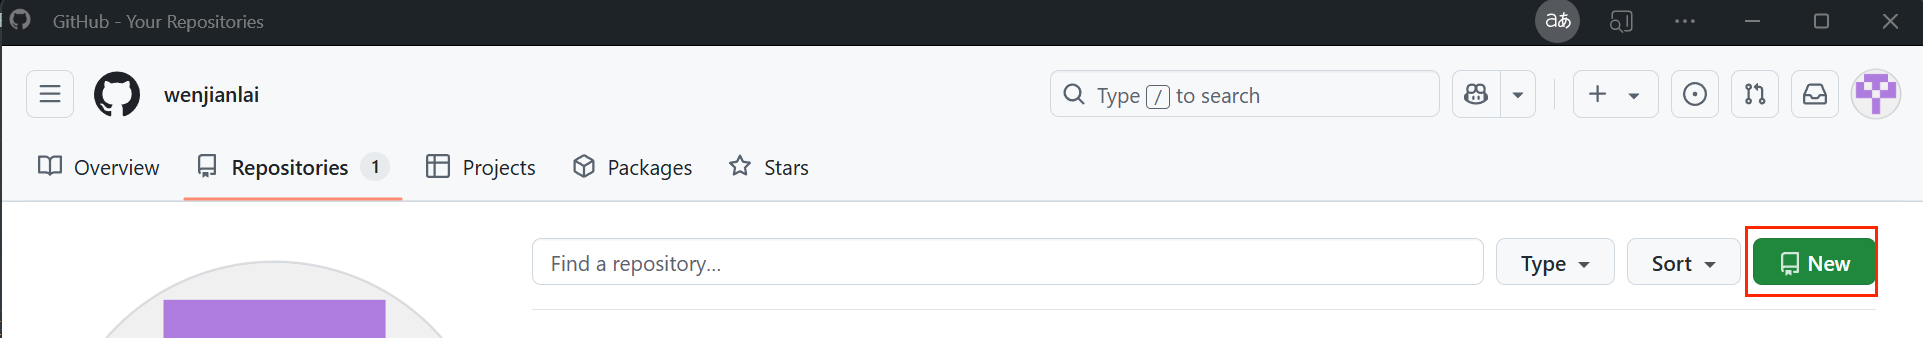 GitHub - Your Repositories
aあ
wenjianlai
Type / to search
Overview
Repositories 1
Projects
Packages
Stars
Find a repository...
Type
Sort
New